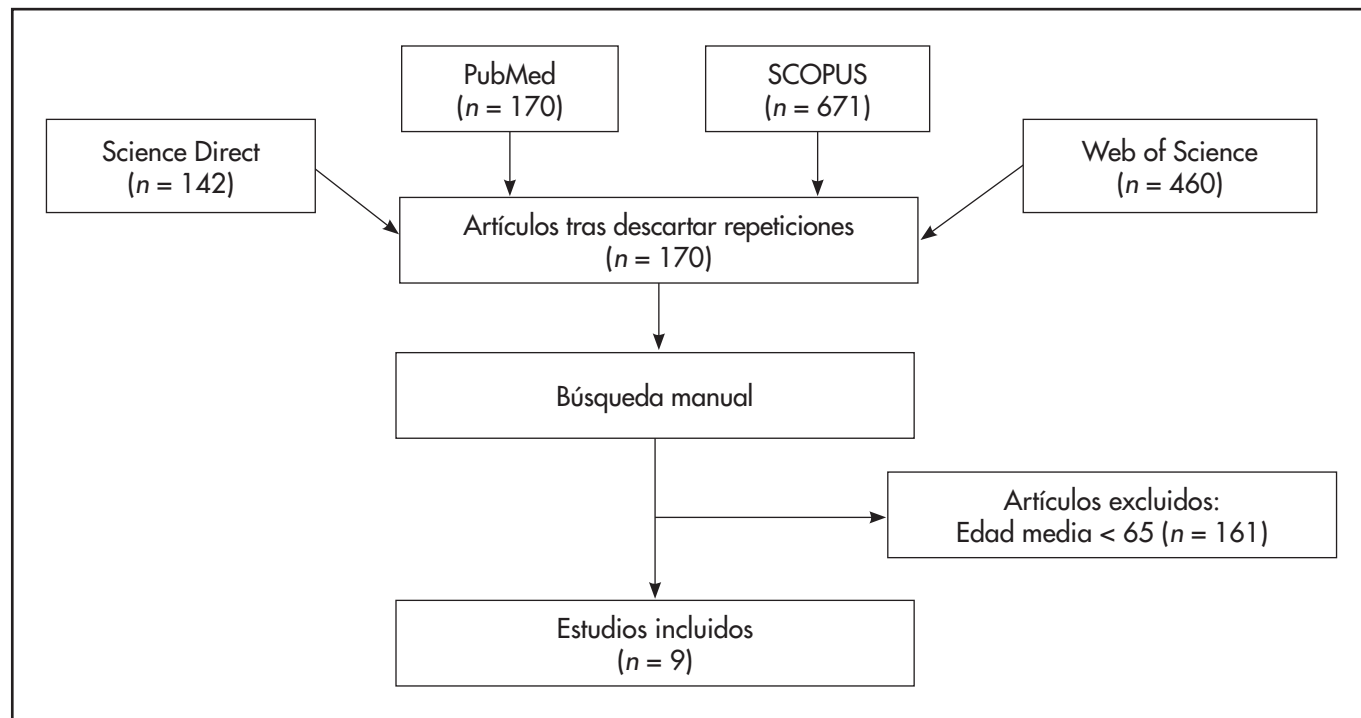 PubMed
(n = 170)
SCOPUS
(n = 671)
Science Direct
(n = 142)
Web of Science
(n = 460)
Artículos tras descartar repeticiones
(n = 170)
Búsqueda manual
Artículos excluidos:
Edad media < 65 (n = 161)
Estudios incluidos
(n = 9)